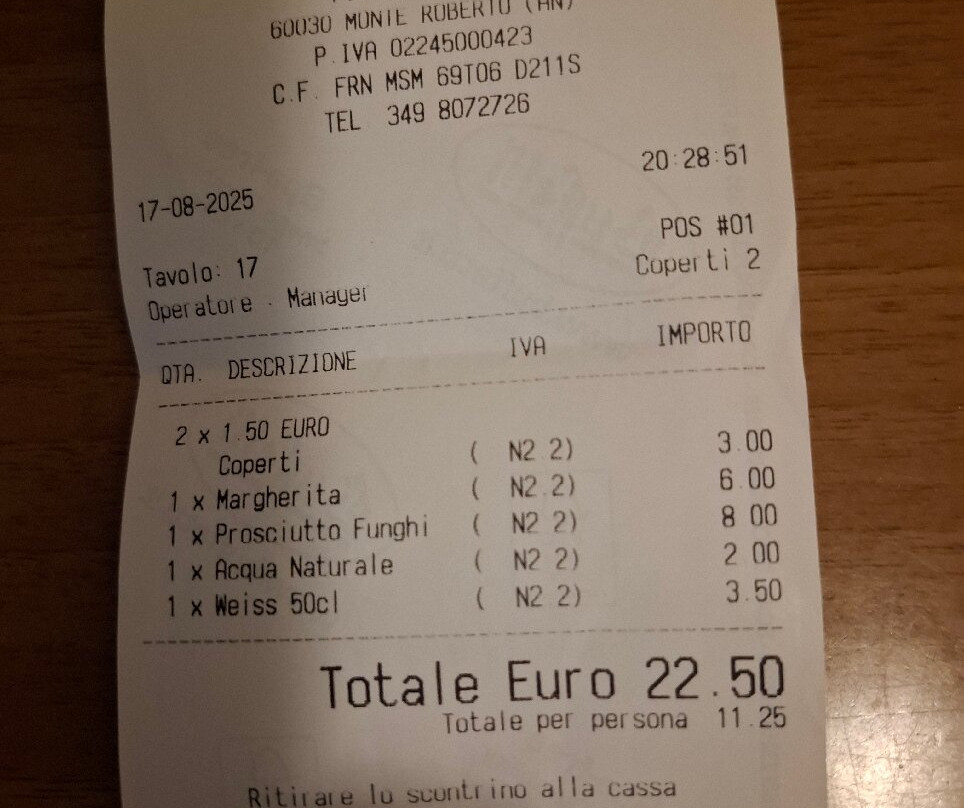 60030 MONTE ROBERTO (AN)
P.IVA 02245000423
C.F. FRN MSM 69T06 D211S
TEL 349 8072726
20:28:51
17-08-2025
POS #01
Tavolo: 17
Coperti 2
Operatore - Manager
QTA. DESCRIZIONE IVA IMPORTO
2 x 1.50 EURO
Coperti ( N2.2) 3.00
1 x Margherita ( N2.2) 6.00
1 x Prosciutto Funghi ( N2.2) 8.00
1 x Acqua Naturale ( N2.2) 2.00
1 x Weiss 50cl ( N2.2) 3.50
Totale Euro 22.50
Totale per persona 11.25
Ritirare lo scontrino alla cassa